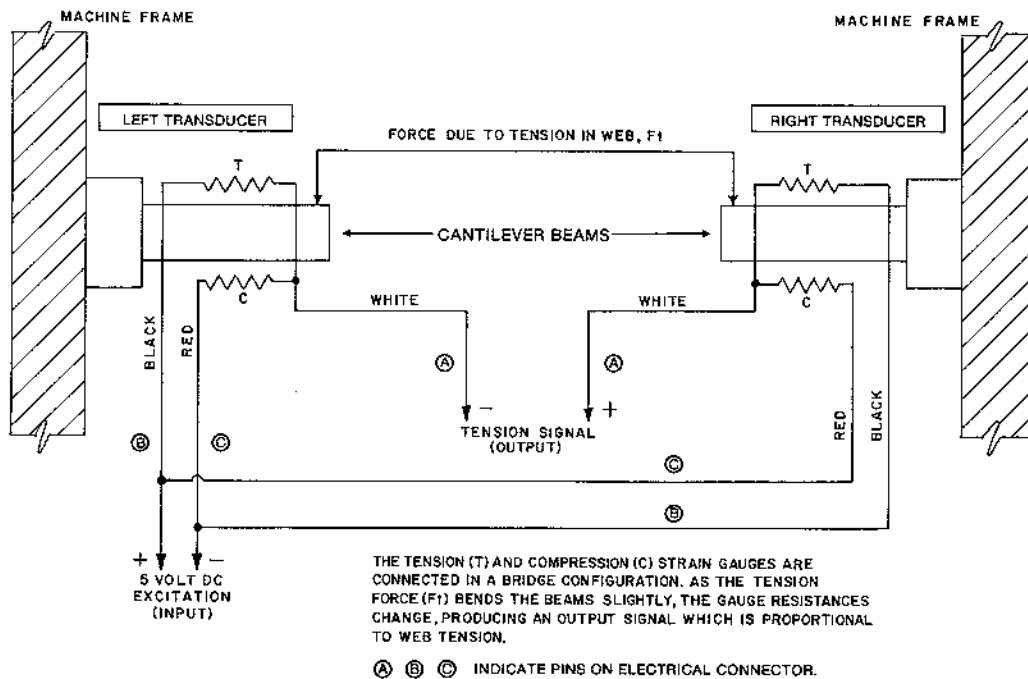 MACHINE FRAME
MACHINE FRAME
LEFT TRANSDUCER
RIGHT TRANSDUCER
FORCE DUE TO TENSION IN WEB, Ft
T
T
CANTILEVER BEAMS
C
C
WHITE
WHITE
BLACK
RED
A
A
RED
BLACK
- +
TENSION SIGNAL
(OUTPUT)
B
C
C
B
+ -
5 VOLT DC
EXCITATION
(INPUT)
THE TENSION (T) AND COMPRESSION (C) STRAIN GAUGES ARE
CONNECTED IN A BRIDGE CONFIGURATION. AS THE TENSION
FORCE (Ft) BENDS THE BEAMS SLIGHTLY, THE GAUGE RESISTANCES
CHANGE, PRODUCING AN OUTPUT SIGNAL WHICH IS PROPORTIONAL
TO WEB TENSION.
A B C INDICATE PINS ON ELECTRICAL CONNECTOR.